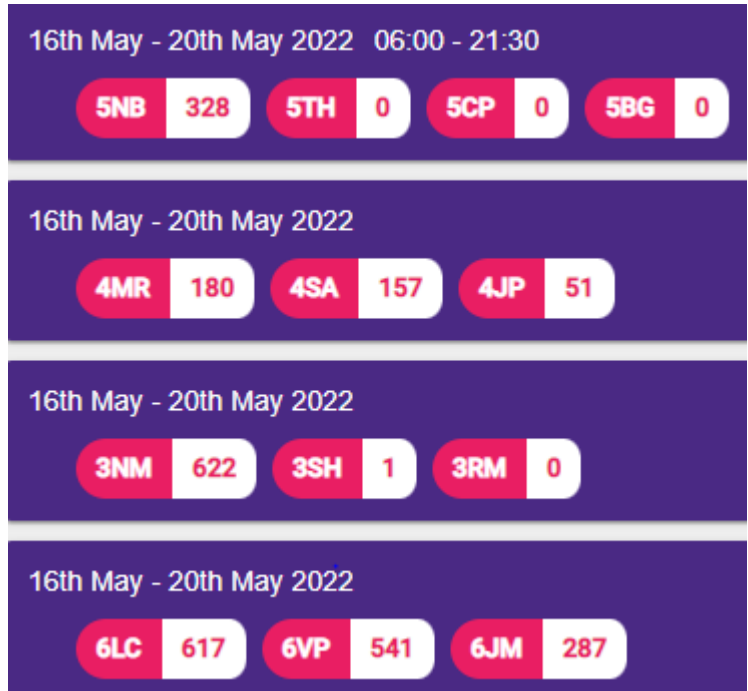 16th May - 20th May 2022 06:00 - 21:30
5NB 328 5TH 0 5CP 0 5BG 0
16th May - 20th May 2022
4MR 180 4SA 157 4JP 51
16th May - 20th May 2022
3NM 622 3SH 1 3RM 0
16th May - 20th May 2022
6LC 617 6VP 541 6JM 287